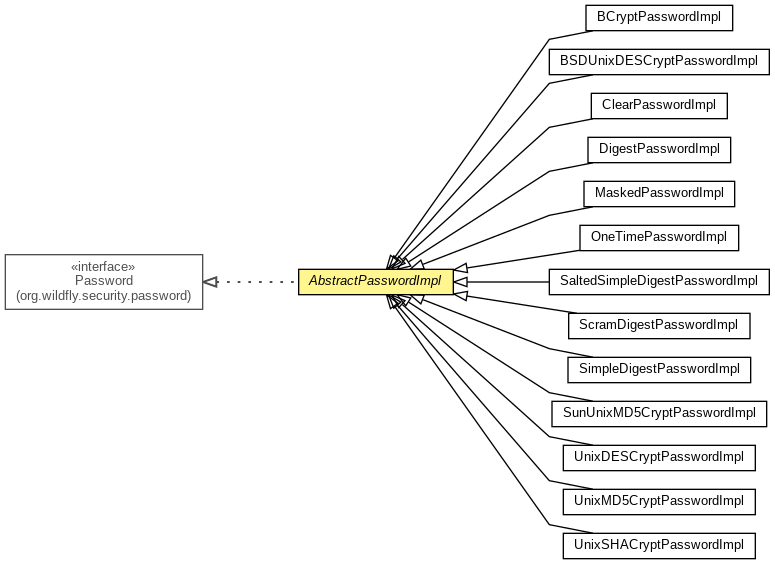 BCryptPasswordImpl
BSDUnixDESCryptPasswordImpl
ClearPasswordImpl
DigestPasswordImpl
MaskedPasswordImpl
OneTimePasswordImpl
«interface»
Password
(org.wildfly.security.password)
AbstractPasswordImpl
SaltedSimpleDigestPasswordImpl
ScramDigestPasswordImpl
SimpleDigestPasswordImpl
SunUnixMD5CryptPasswordImpl
UnixDESCryptPasswordImpl
UnixMD5CryptPasswordImpl
UnixSHACryptPasswordImpl